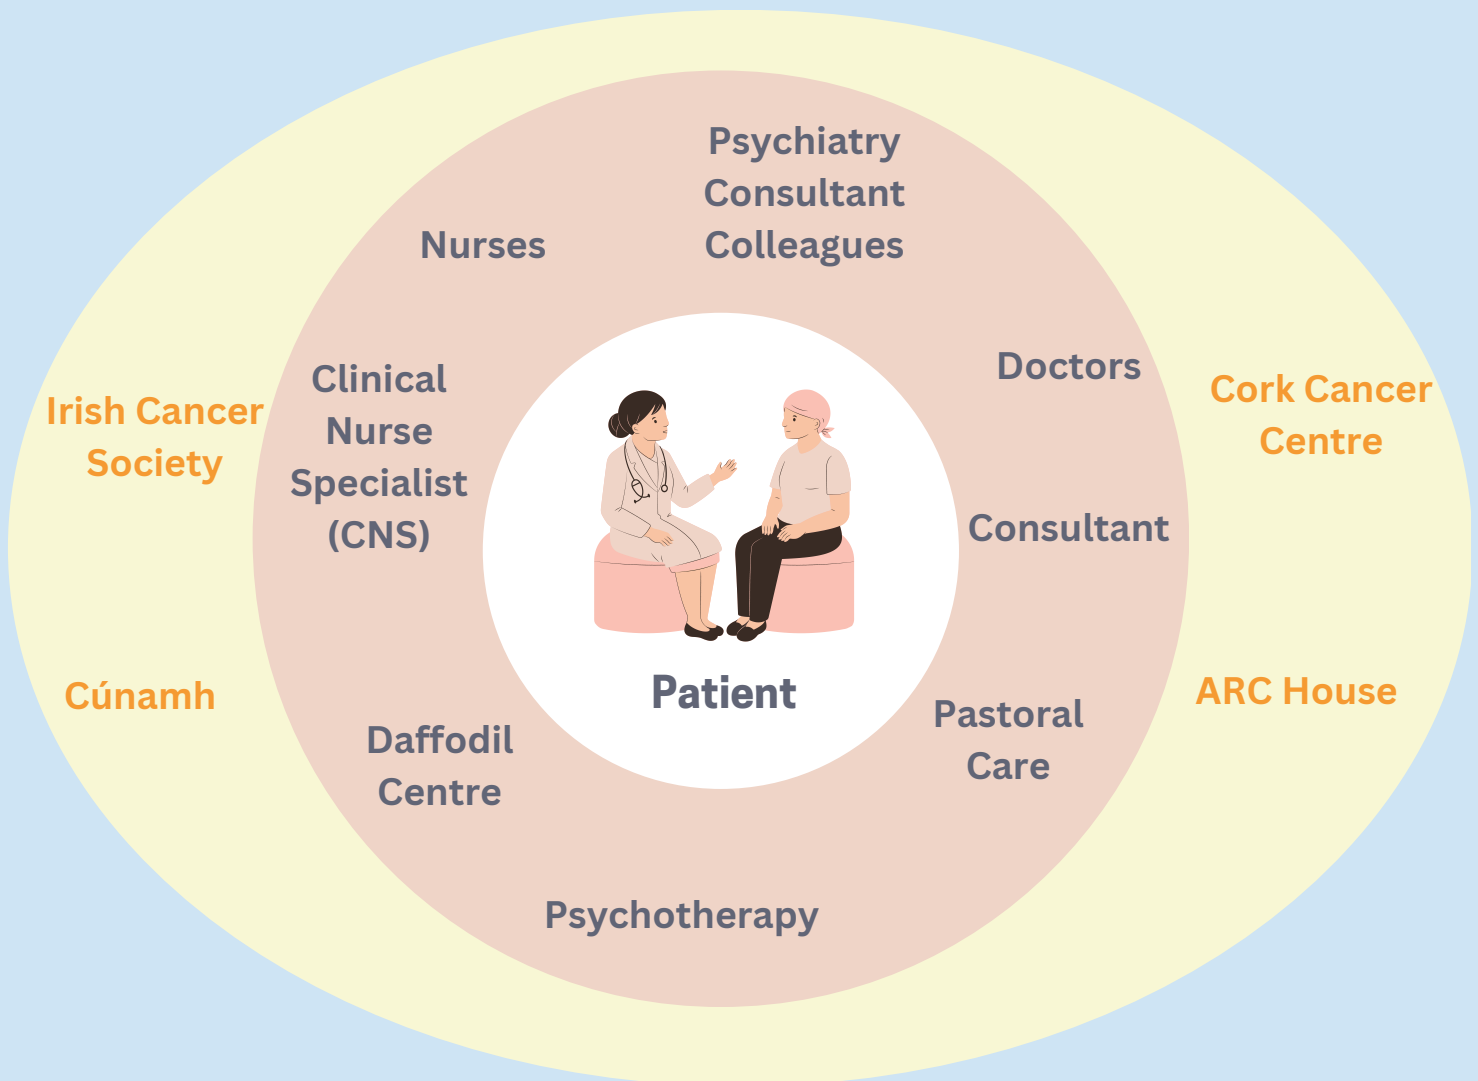 Psychiatry
Consultant
Colleagues
Nurses
Doctors
Clinical
Nurse
Specialist
(CNS)
Irish Cancer
Society
Cork Cancer
Centre
Consultant
Patient
Cúnamh
ARC House
Pastoral
Care
Daffodil
Centre
Psychotherapy